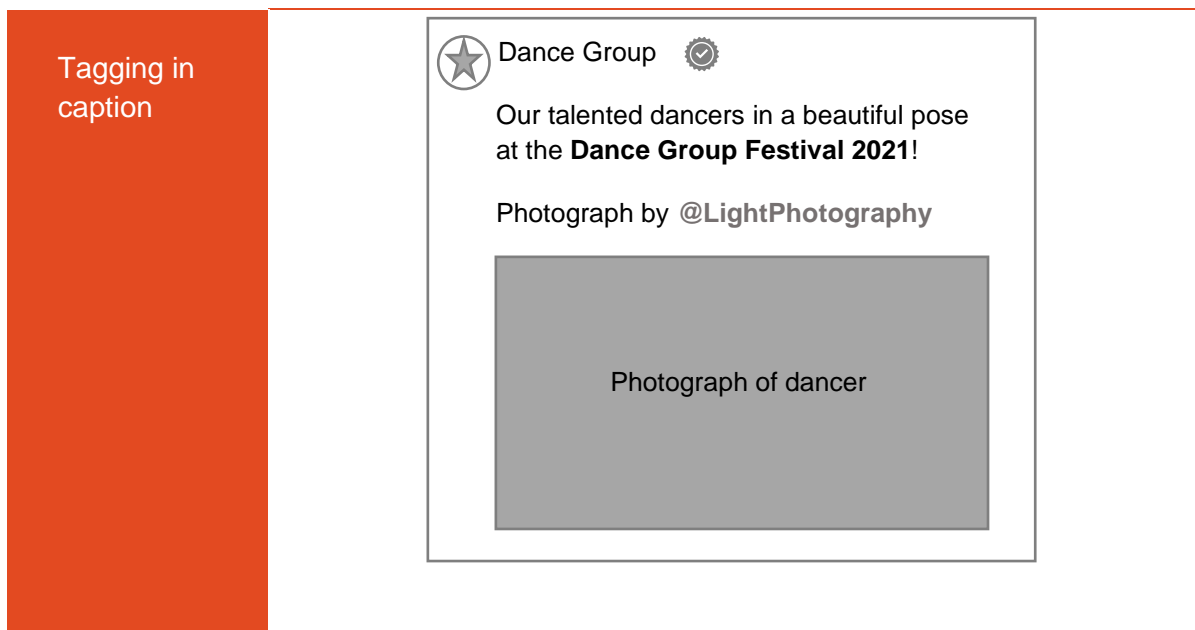 Tagging in
caption
Dance Group
Our talented dancers in a beautiful pose
at the Dance Group Festival 2021!
Photograph by @LightPhotography
Photograph of dancer